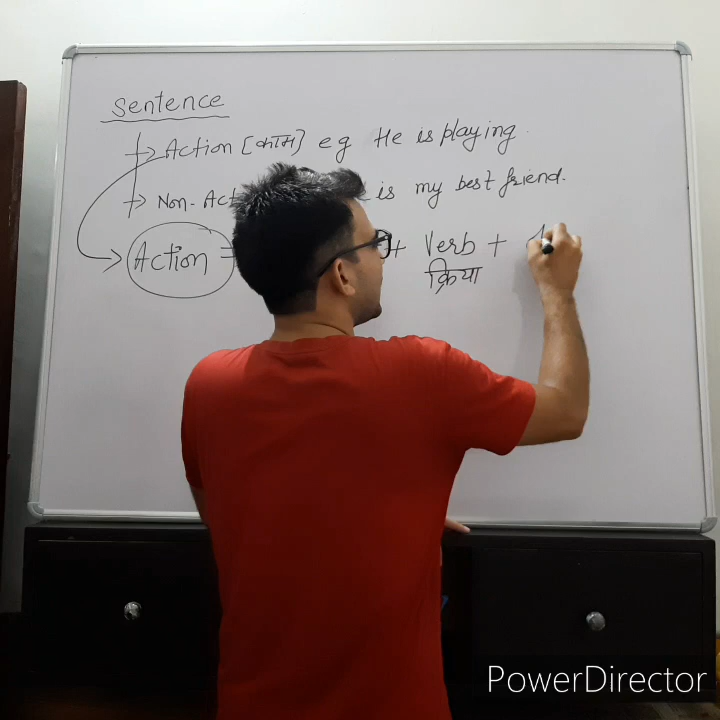 Sentence
Action [काम] eg He is playing.
Non-Act is my best friend.
Action = + Verb +
क्रिया
PowerDirector